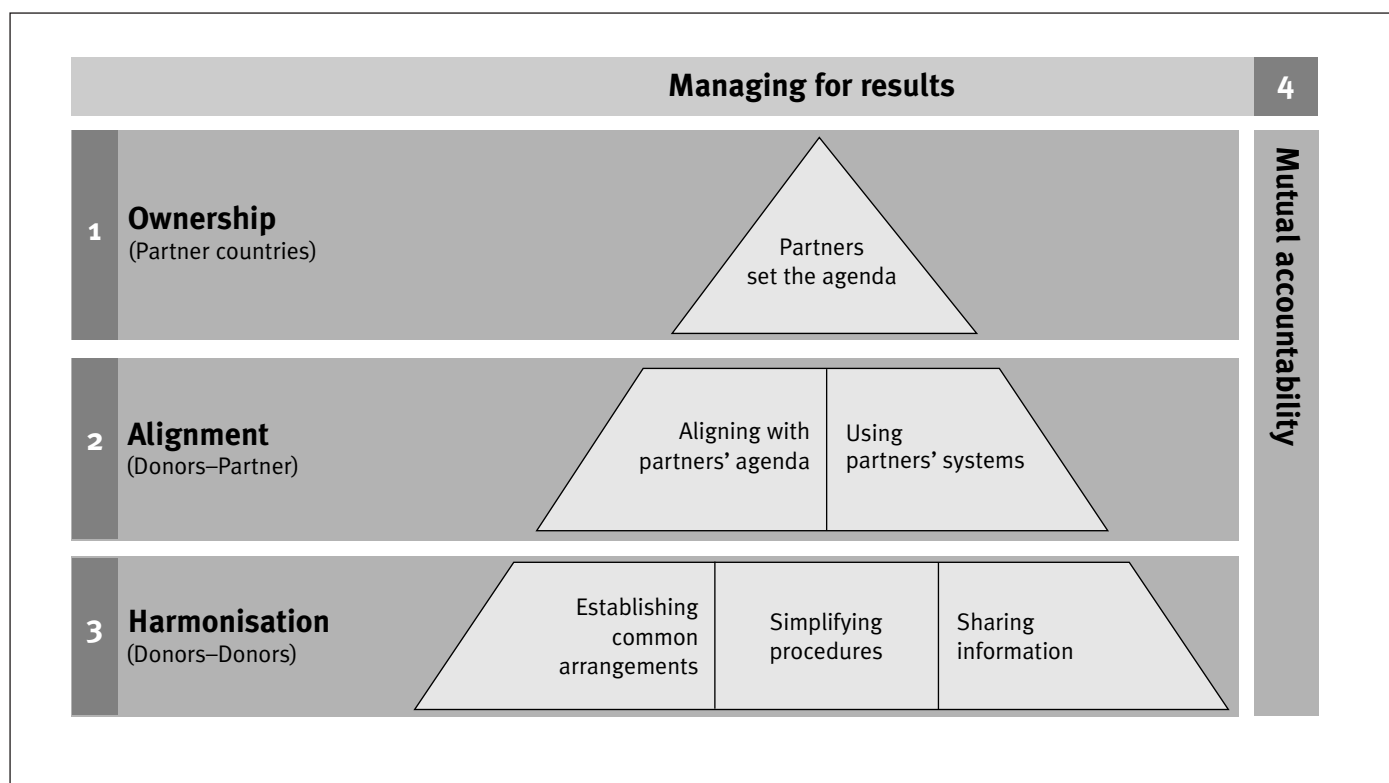 Managing for results
4
Mutual accountability
1
Ownership
(Partner countries)
Partners
set the agenda
2
Alignment
(Donors–Partner)
Aligning with
partners’ agenda
Using
partners’ systems
3
Harmonisation
(Donors–Donors)
Establishing
common
arrangements
Simplifying
procedures
Sharing
information